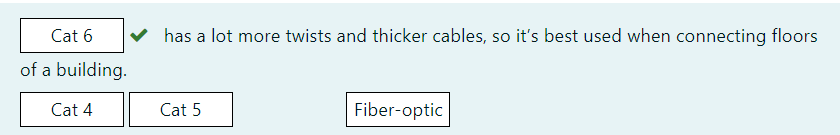 Cat 6 has a lot more twists and thicker cables, so it's best used when connecting floors
of a building.
Cat 4 Cat 5 Fiber-optic